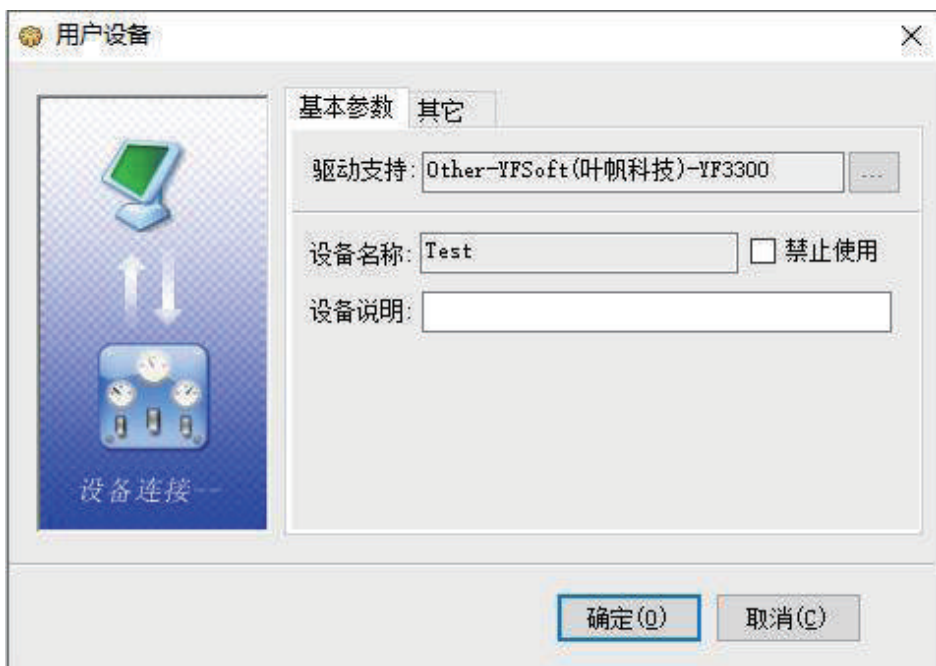 用户设备
基本参数 其它
驱动支持: Other-YFSoft(叶帆科技)-YF3300 ...
设备名称: Test 禁止使用
设备说明:
设备连接--
确定(O) 取消(C)